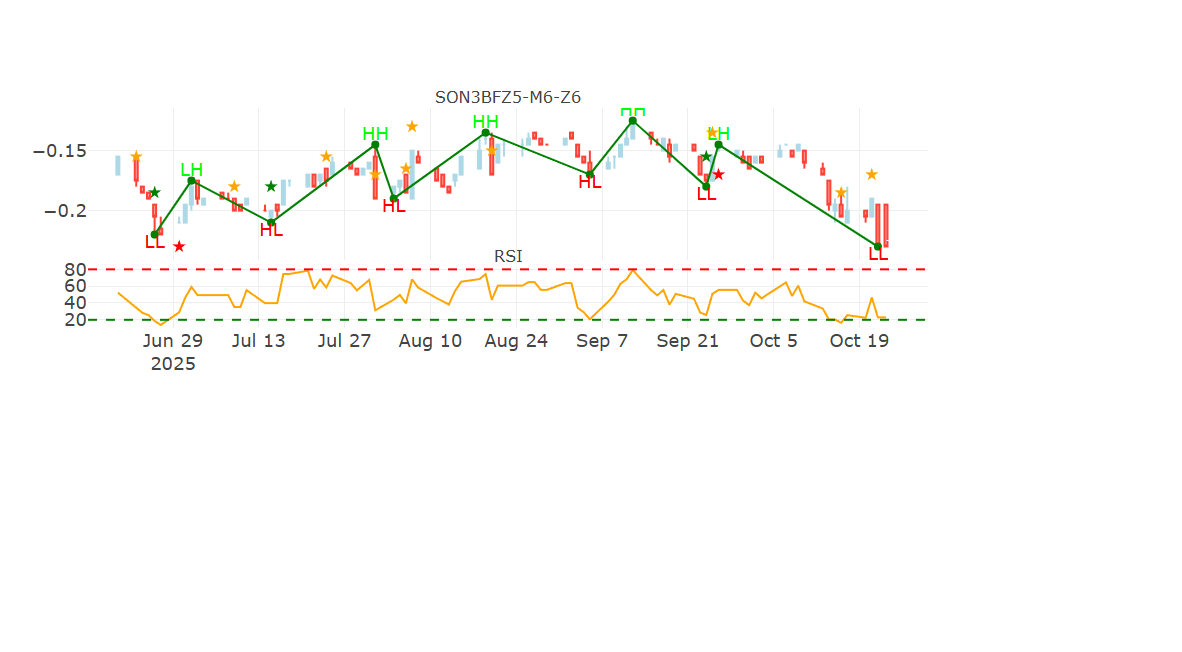 SON3BFZ5-M6-Z6
HH
HH
HH
LH
LH
−0.15
HL
LL
HL
−0.2
HL
LL
LL
RSI
80
60
40
20
Jun 29 Jul 13 Jul 27 Aug 10 Aug 24 Sep 7 Sep 21 Oct 5 Oct 19
2025